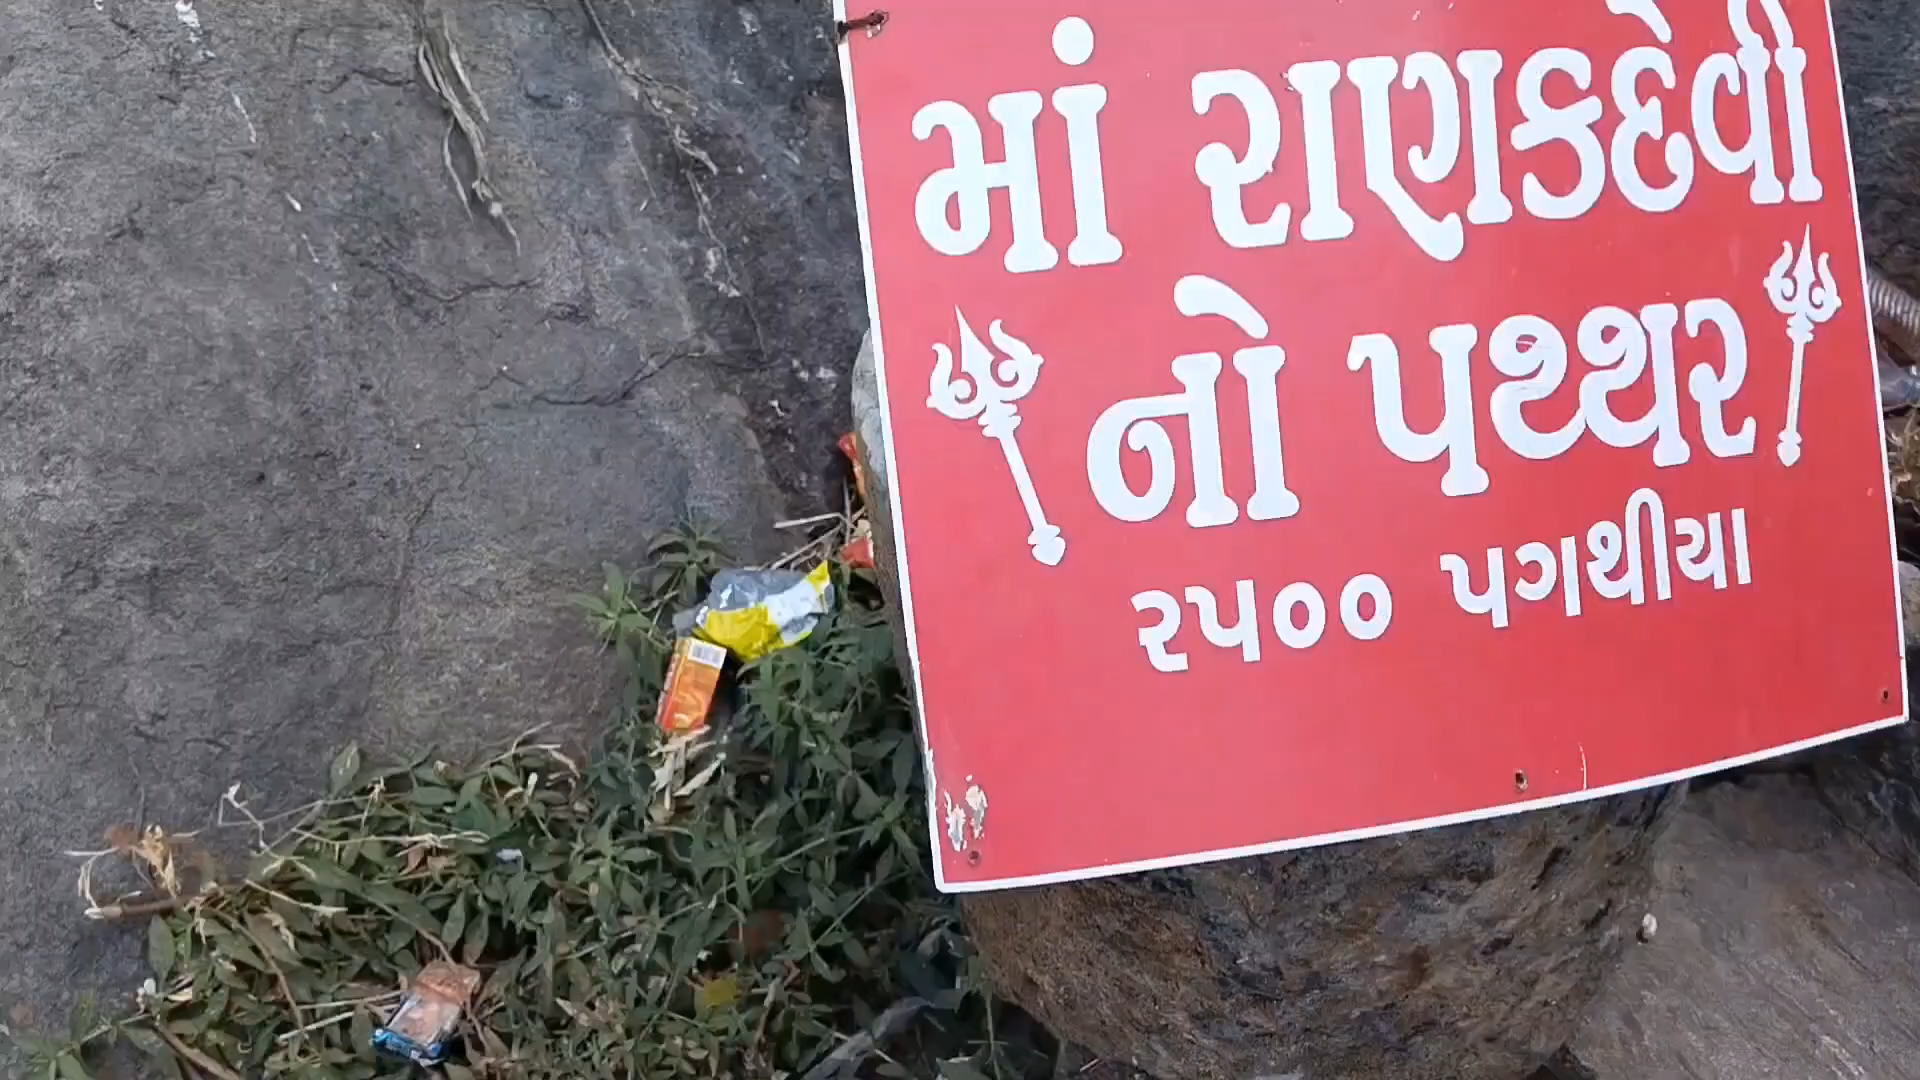 માં રાણકદેવી
નો પથ્થર
૨૫૦૦ પગથીયા